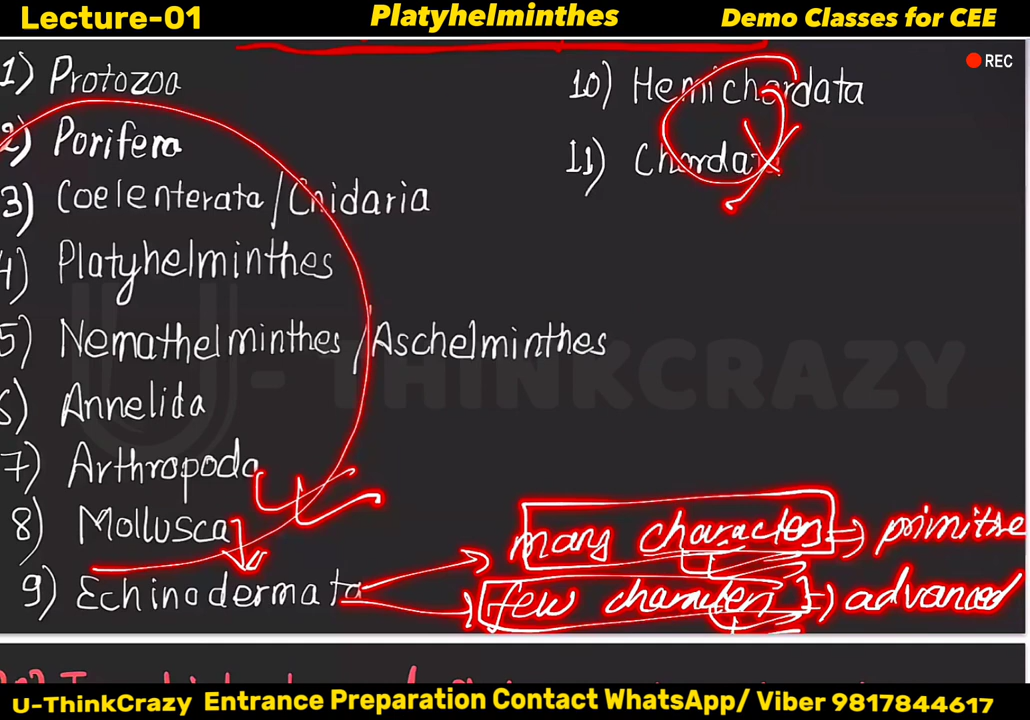 Lecture-01
Platyhelminthes
Demo Classes for CEE
REC
1) Protozoa
2) Porifera
3) Coelenterata / Cnidaria
4) Platyhelminthes
5) Nemathelminthes / Aschelminthes
6) Annelida
7) Arthropoda
8) Mollusca
9) Echinodermata
10) Hemichordata
11) Chordata
many characters => primitive
few characters => advanced
U-THINKCRAZY
U-ThinkCrazy Entrance Preparation Contact WhatsApp/ Viber 9817844617